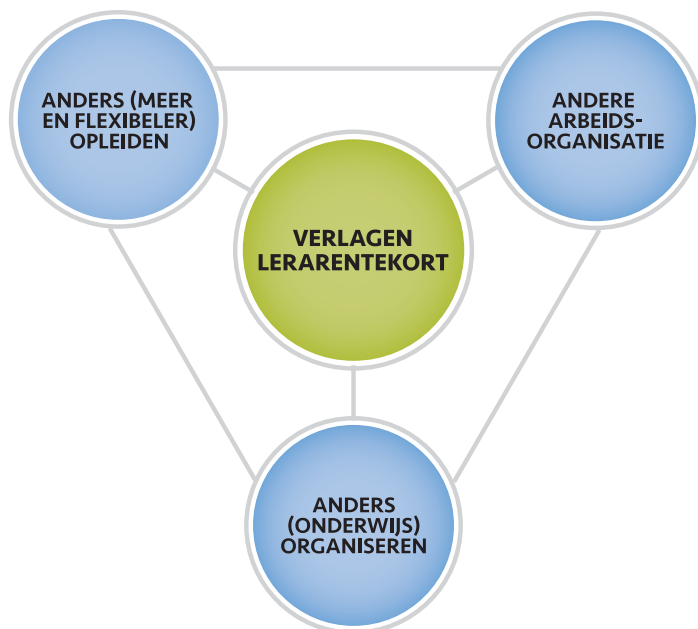 ANDERS (MEER
EN FLEXIBELER)
OPLEIDEN
ANDERE
ARBEIDS-
ORGANISATIE
VERLAGEN
LERARENTEKORT
ANDERS
(ONDERWIJS)
ORGANISEREN